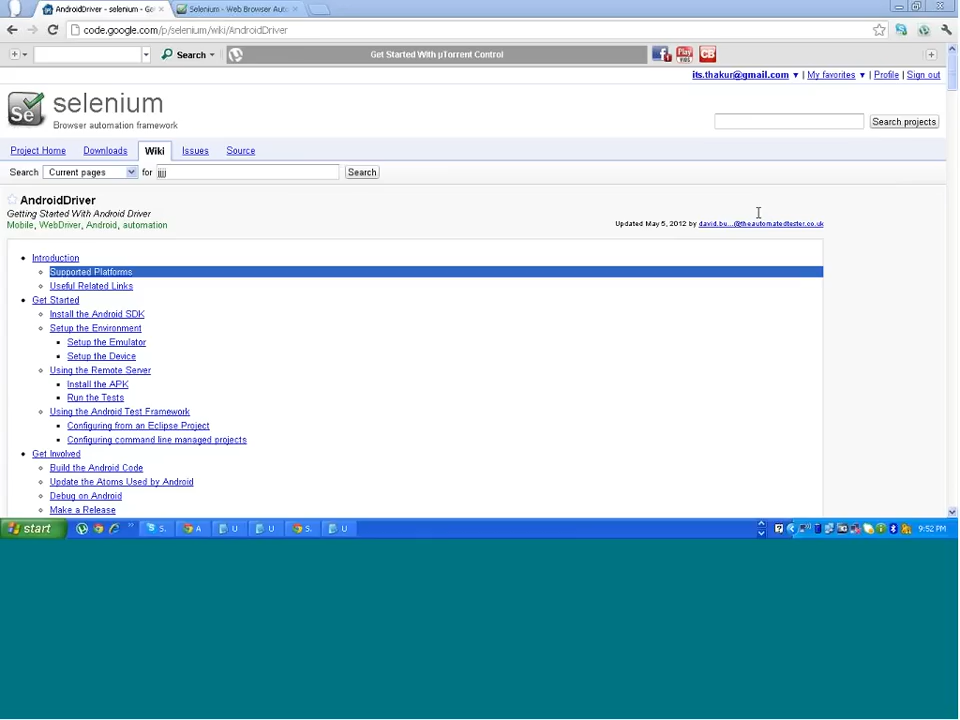 AndroidDriver - selenium - Go
Selenium - Web Browser Auto
code.google.com/p/selenium/wiki/AndroidDriver
Search
Get Started With µTorrent Control
its.thakur@gmail.com ▼ | My favorites ▼ | Profile | Sign out
Se
selenium
Browser automation framework
Search projects
Project Home Downloads Wiki Issues Source
Search Current pages for jjjj Search
AndroidDriver
Getting Started With Android Driver
Mobile, WebDriver, Android, automation
Updated May 5, 2012 by david.bu...@theautomatedtester.co.uk
Introduction
Supported Platforms
Useful Related Links
Get Started
Install the Android SDK
Setup the Environment
Setup the Emulator
Setup the Device
Using the Remote Server
Install the APK
Run the Tests
Using the Android Test Framework
Configuring from an Eclipse Project
Configuring command line managed projects
Get Involved
Build the Android Code
Update the Atoms Used by Android
Debug on Android
Make a Release
start S. A U U S. U 9:52 PM